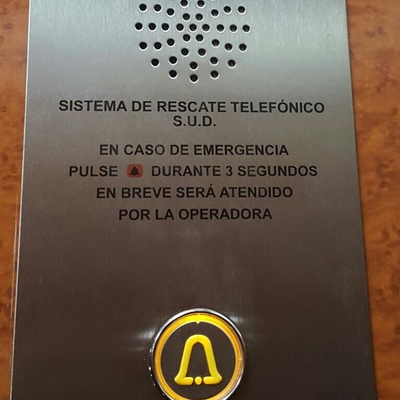 SISTEMA DE RESCATE TELEFÓNICO
S.U.D.
EN CASO DE EMERGENCIA
PULSE 🔔 DURANTE 3 SEGUNDOS
EN BREVE SERÁ ATENDIDO
POR LA OPERADORA